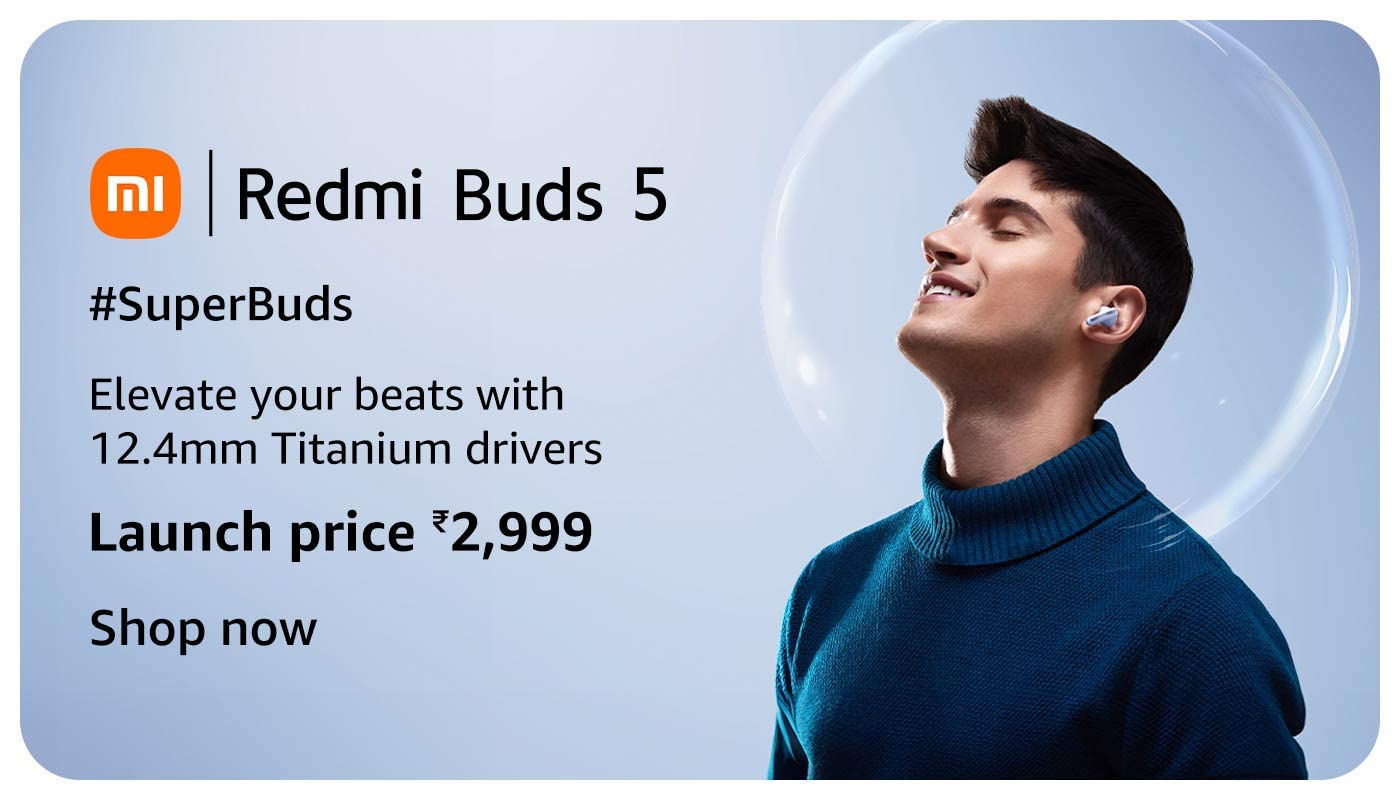 mi | Redmi Buds 5
#SuperBuds
Elevate your beats with
12.4mm Titanium drivers
Launch price ₹2,999
Shop now